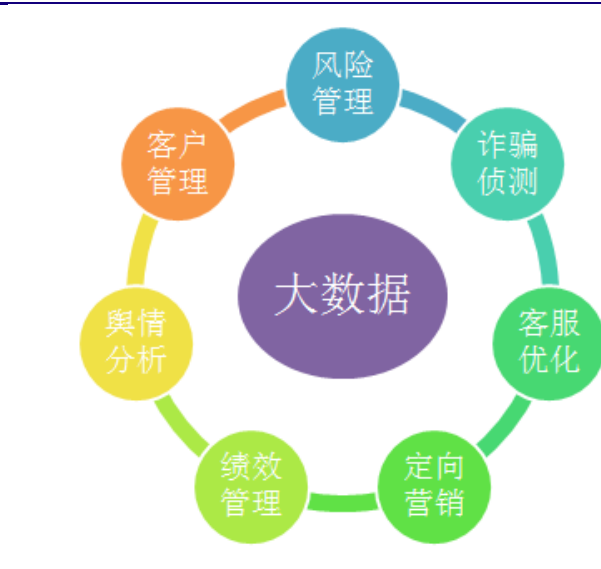 风险
管理
诈骗
侦测
客服
优化
定向
营销
绩效
管理
舆情
分析
客户
管理
大数据